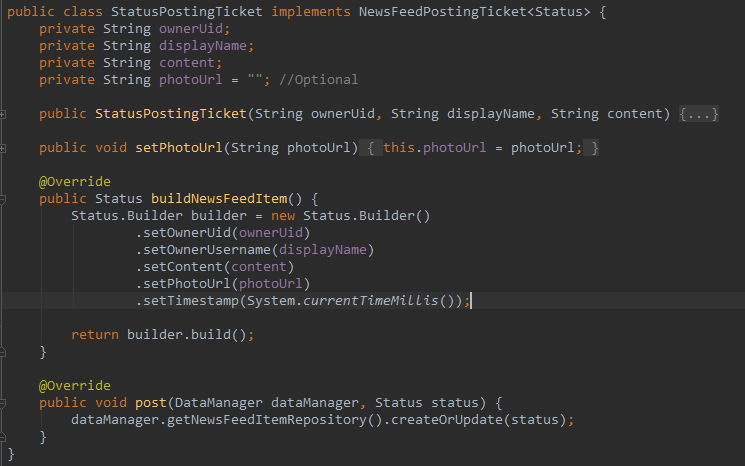 public class StatusPostingTicket implements NewsFeedPostingTicket<Status> {
    private String ownerUid;
    private String displayName;
    private String content;
    private String photoUrl = ""; //Optional

    public StatusPostingTicket(String ownerUid, String displayName, String content) {...}

    public void setPhotoUrl(String photoUrl) { this.photoUrl = photoUrl; }

    @Override
    public Status buildNewsFeedItem() {
        Status.Builder builder = new Status.Builder()
                .setOwnerUid(ownerUid)
                .setOwnerUsername(displayName)
                .setContent(content)
                .setPhotoUrl(photoUrl)
                .setTimestamp(System.currentTimeMillis());

        return builder.build();
    }

    @Override
    public void post(DataManager dataManager, Status status) {
        dataManager.getNewsFeedItemRepository().createOrUpdate(status);
    }
}